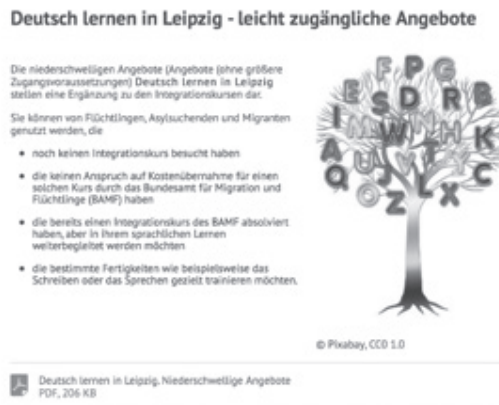 Deutsch lernen in Leipzig - leicht zugängliche Angebote
Die niederschwelligen Angebote (Angebote (ohne größere
Zugangsvoraussetzungen) Deutsch lernen in Leipzig
stellen eine Ergänzung zu den Integrationskursen dar.
Sie können von Flüchtlingen, Asylsuchenden und Migranten
genutzt werden, die
• noch keinen Integrationskurs besucht haben
• die keinen Anspruch auf Kostenübernahme für einen
solchen Kurs durch das Bundesamt für Migration und
Flüchtlinge (BAMF) haben
• die bereits einen Integrationskurs des BAMF absolviert
haben, aber in ihrem sprachlichen Lernen
weiterbegleitet werden möchten
• die bestimmte Fertigkeiten wie beispielsweise das
Schreiben oder das Sprechen gezielt trainieren möchten.
F P G
E S D R B
I M W N H K
A U V T Y C
Q O Z J L X
© Pixabay, CC0 1.0
Deutsch lernen in Leipzig. Niederschwellige Angebote
PDF, 206 KB